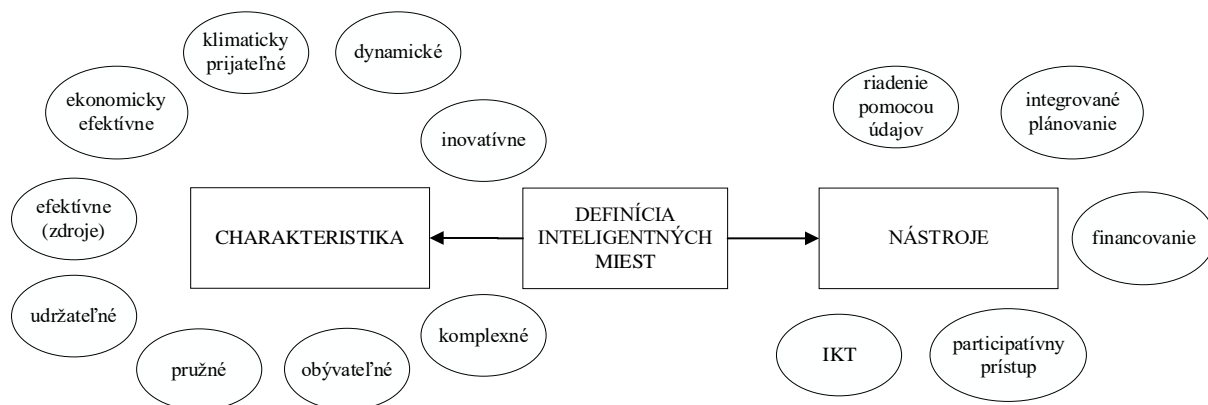 klimaticky
prijateľné
dynamické
ekonomicky
efektívne
inovatívne
riadenie
pomocou
údajov
integrované
plánovanie
efektívne
(zdroje)
CHARAKTERISTIKA
DEFINÍCIA
INTELIGENTNÝCH
MIEST
NÁSTROJE
financovanie
udržateľné
pružné
obývateľné
komplexné
IKT
participatívny
prístup